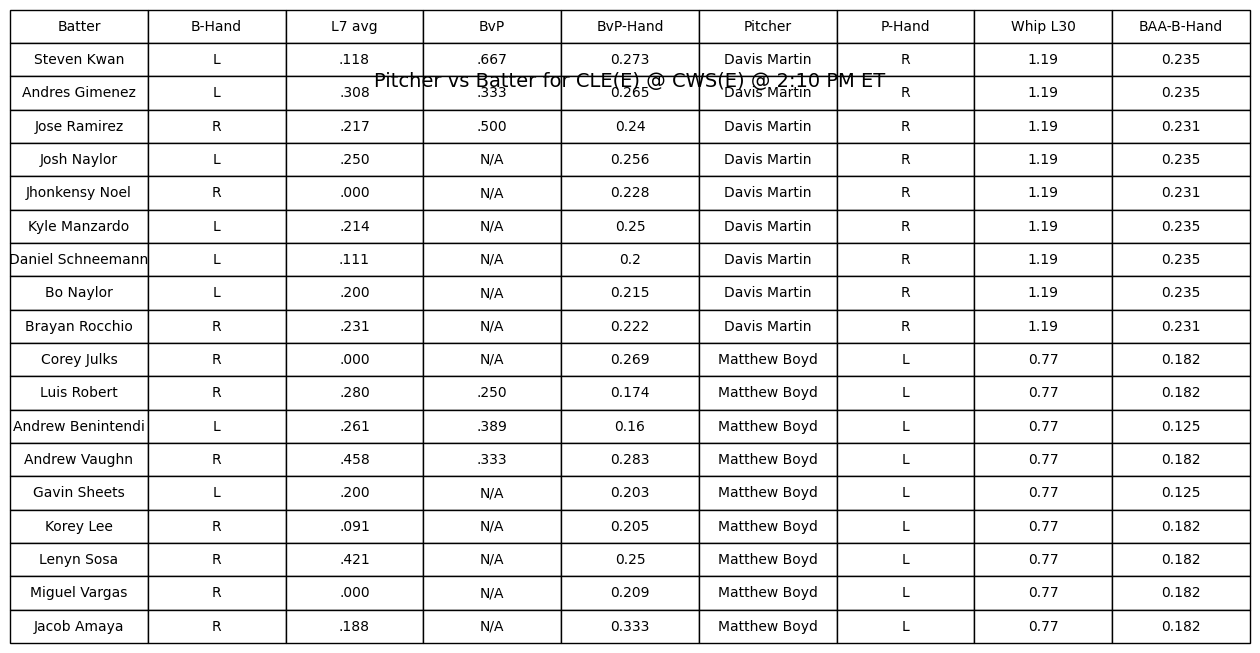 Batter B-Hand L7 avg BvP BvP-Hand Pitcher P-Hand Whip L30 BAA-B-Hand
Steven Kwan L .118 .667 0.273 Davis Martin R 1.19 0.235
Pitcher vs Batter for CLE(E) @ CWS(E) @ 2:10 PM ET
Andres Gimenez L .308 .333 0.265 Davis Martin R 1.19 0.235
Jose Ramirez R .217 .500 0.24 Davis Martin R 1.19 0.231
Josh Naylor L .250 N/A 0.256 Davis Martin R 1.19 0.235
Jhonkensy Noel R .000 N/A 0.228 Davis Martin R 1.19 0.231
Kyle Manzardo L .214 N/A 0.25 Davis Martin R 1.19 0.235
Daniel Schneemann L .111 N/A 0.2 Davis Martin R 1.19 0.235
Bo Naylor L .200 N/A 0.215 Davis Martin R 1.19 0.235
Brayan Rocchio R .231 N/A 0.222 Davis Martin R 1.19 0.231
Corey Julks R .000 N/A 0.269 Matthew Boyd L 0.77 0.182
Luis Robert R .280 .250 0.174 Matthew Boyd L 0.77 0.182
Andrew Benintendi L .261 .389 0.16 Matthew Boyd L 0.77 0.125
Andrew Vaughn R .458 .333 0.283 Matthew Boyd L 0.77 0.182
Gavin Sheets L .200 N/A 0.203 Matthew Boyd L 0.77 0.125
Korey Lee R .091 N/A 0.205 Matthew Boyd L 0.77 0.182
Lenyn Sosa R .421 N/A 0.25 Matthew Boyd L 0.77 0.182
Miguel Vargas R .000 N/A 0.209 Matthew Boyd L 0.77 0.182
Jacob Amaya R .188 N/A 0.333 Matthew Boyd L 0.77 0.182